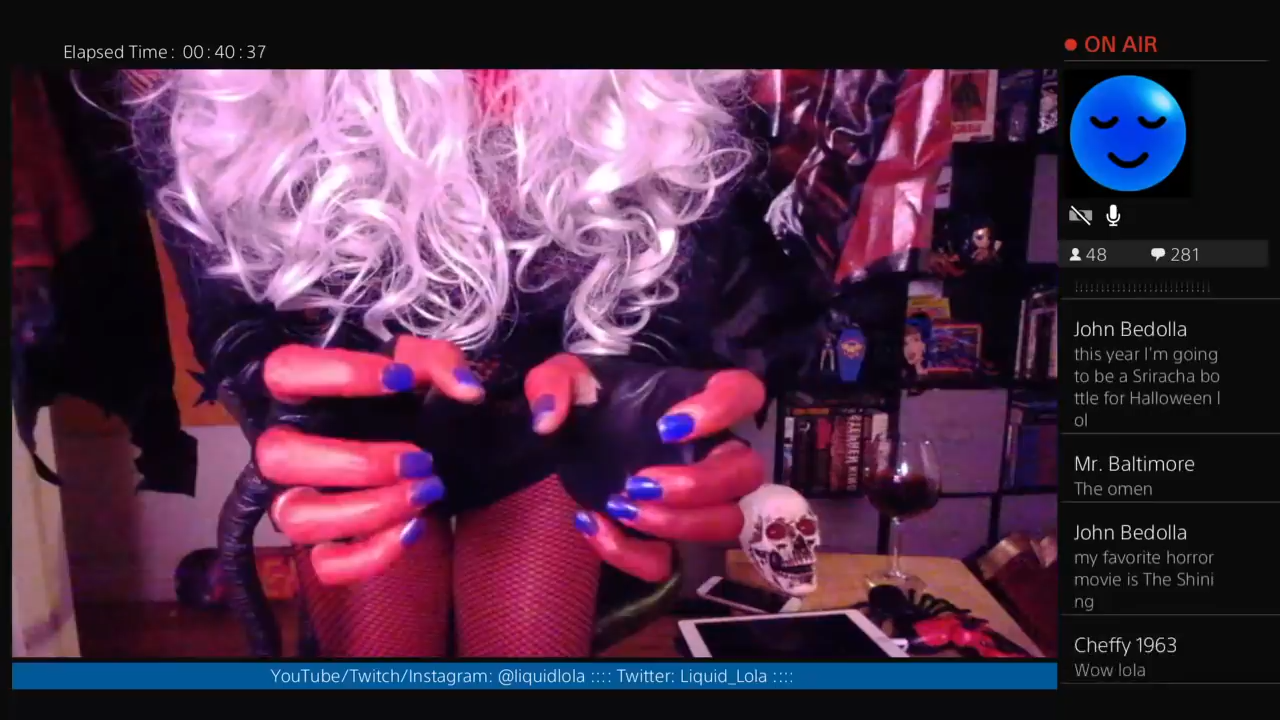 Elapsed Time: 00:40:37
ON AIR
48
281
John Bedolla
this year I'm going
to be a Sriracha bo
ttle for Halloween l
ol
Mr. Baltimore
The omen
John Bedolla
my favorite horror
movie is The Shini
ng
Cheffy 1963
Wow lola
YouTube/Twitch/Instagram: @liquidlola :::: Twitter: Liquid_Lola ::::